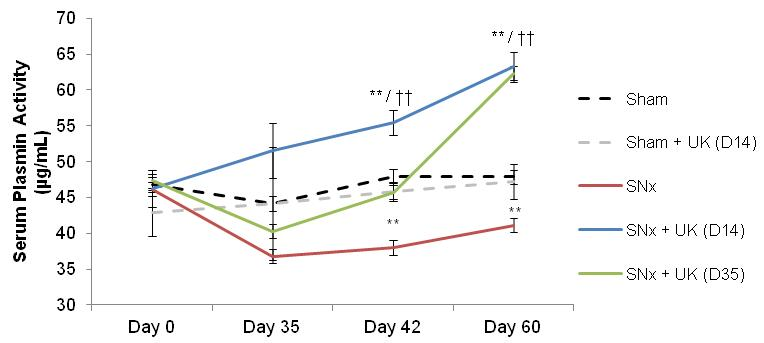 Serum Plasmin Activity
(µg/mL)
70
65
60
55
50
45
40
35
30
** / ††
** / ††
**
**
Day 0 Day 35 Day 42 Day 60
Sham
Sham + UK (D14)
SNx
SNx + UK (D14)
SNx + UK (D35)